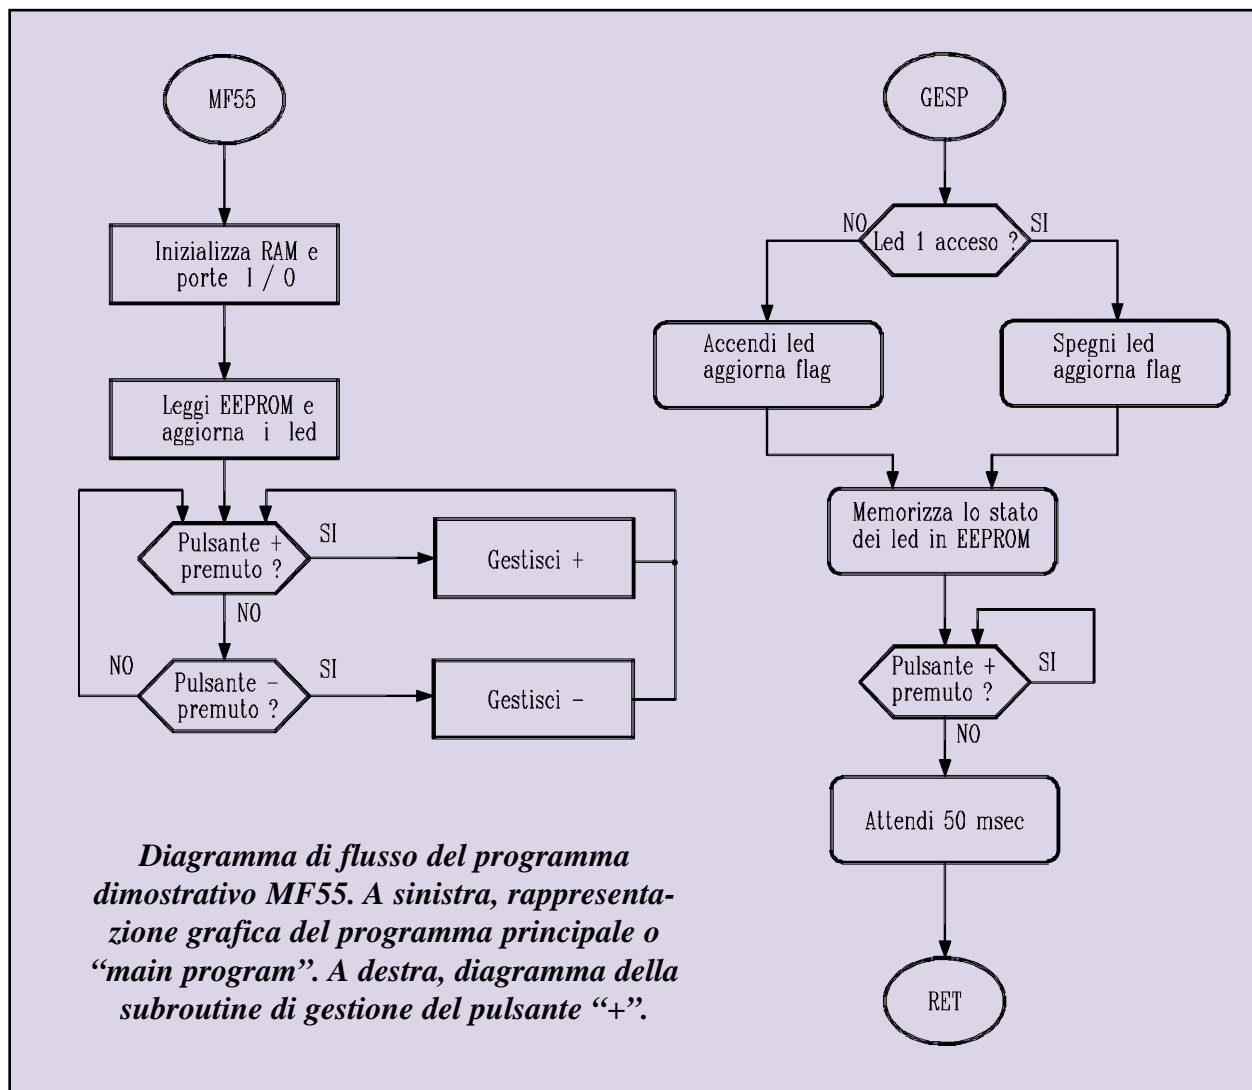 MF55
Inizializza RAM e
porte I / O
Leggi EEPROM e
aggiorna i led
Pulsante +
premuto ?
SI
Gestisci +
NO
NO
Pulsante –
premuto ?
SI
Gestisci –
Diagramma di flusso del programma
dimostrativo MF55. A sinistra, rappresenta-
zione grafica del programma principale o
“main program”. A destra, diagramma della
subroutine di gestione del pulsante “+”.
GESP
NO
Led 1 acceso ?
SI
Accendi led
aggiorna flag
Spegni led
aggiorna flag
Memorizza lo stato
dei led in EEPROM
Pulsante +
premuto ?
SI
NO
Attendi 50 msec
RET